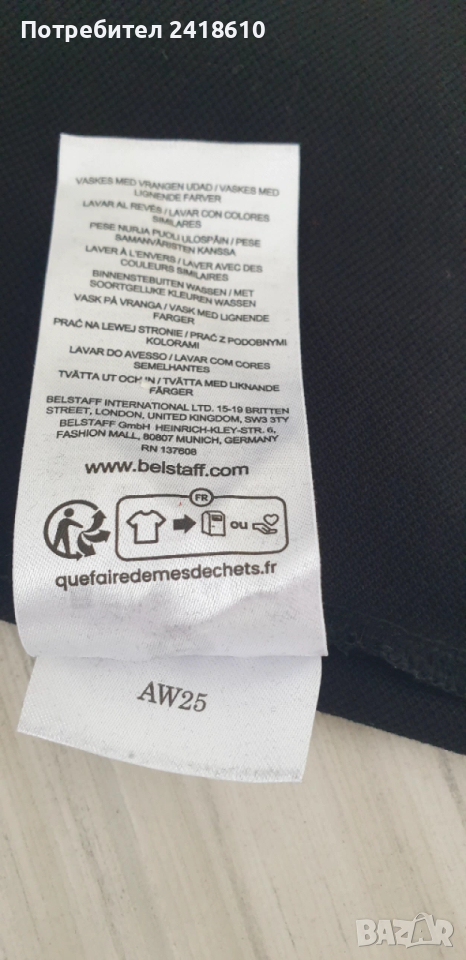 Потребител 2418610
VASKES MED VRANGEN UDAD / VASKES MED
LIGNENDE FARVER
LAVAR AL REVÉS / LAVAR CON COLORES
SIMILARES
PESE NURJA PUOLI ULOSPÄIN / PESE
SAMANVÄRISTEN KANSSA
LAVER À L'ENVERS / LAVER AVEC DES
COULEURS SIMILAIRES
BINNENSTEBUITEN WASSEN / MET
SOORTGELIJKE KLEUREN WASSEN
VASK PÅ VRANGA / VASK MED LIGNENDE
FARGER
PRAĆ NA LEWEJ STRONIE / PRAĆ Z PODOBNYMI
KOLORAMI
LAVAR DO AVESSO / LAVAR COM CORES
SEMELHANTES
TVÄTTA UT / TVÄTTA MED LIKNANDE
FÄRGER
BELSTAFF INTERNATIONAL LTD. 15-19 BRITTEN
STREET, LONDON, UNITED KINGDOM, SW3 3TY
BELSTAFF GmbH HEINRICH-KLEY-STR. 6,
FASHION MALL, 80807 MUNICH, GERMANY
RN 137608
www.belstaff.com
FR
ou
quefairedemesdechets.fr
AW25
BAZAR